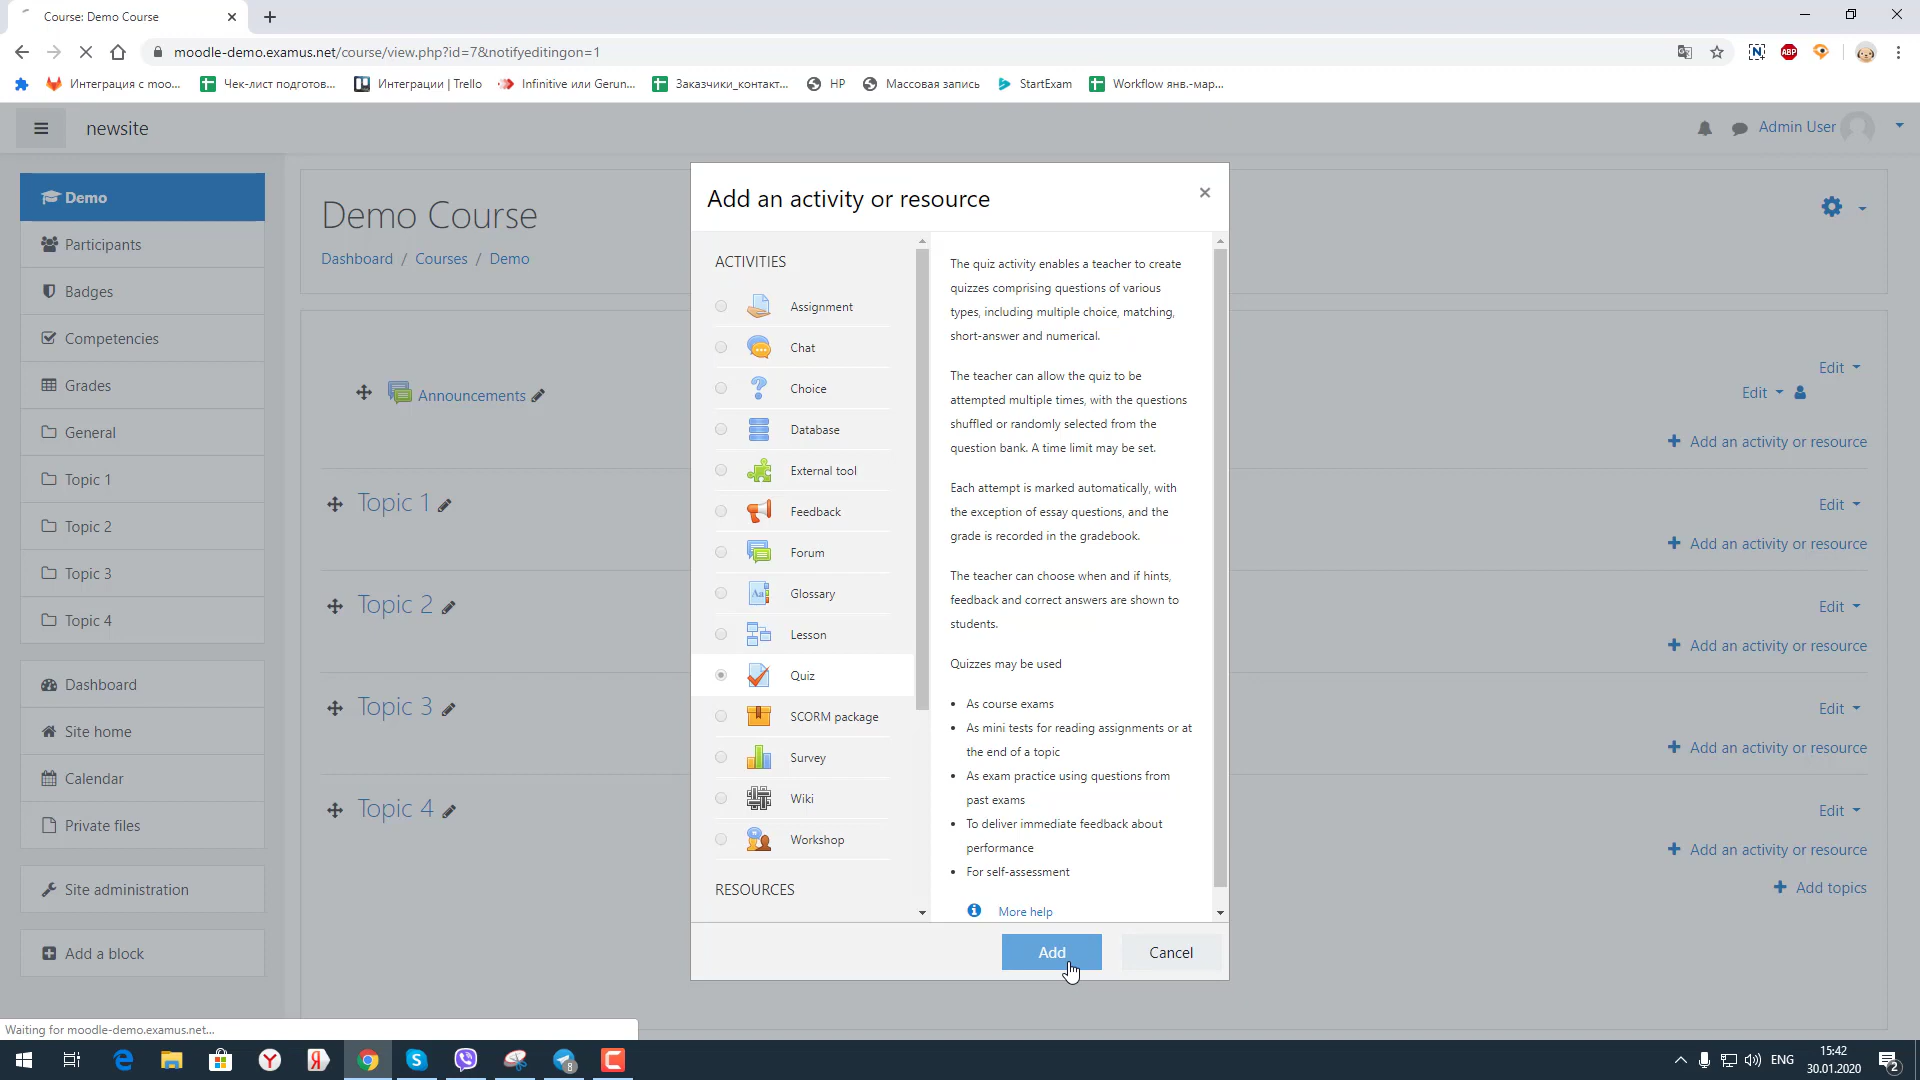 Course: Demo Course
moodle-demo.examus.net/course/view.php?id=7&notifyeditingon=1
Интеграция с moo...
Чек-лист подготов...
Интеграции | Trello
Infinitive или Gerun...
Заказчики_контакт...
HP
Массовая запись
StartExam
Workflow янв.-мар...
ABP
newsite
Admin User
Demo
Participants
Badges
Competencies
Grades
General
Topic 1
Topic 2
Topic 3
Topic 4
Dashboard
Site home
Calendar
Private files
Site administration
Add a block
Demo Course
Dashboard / Courses / Demo
Announcements
Edit
Edit
Add an activity or resource
Topic 1
Edit
Add an activity or resource
Topic 2
Edit
Add an activity or resource
Topic 3
Edit
Add an activity or resource
Topic 4
Edit
Add an activity or resource
Add topics
Add an activity or resource
ACTIVITIES
Assignment
Chat
Choice
Database
External tool
Feedback
Forum
Glossary
Lesson
Quiz
SCORM package
Survey
Wiki
Workshop
RESOURCES
The quiz activity enables a teacher to create
quizzes comprising questions of various
types, including multiple choice, matching,
short-answer and numerical.
The teacher can allow the quiz to be
attempted multiple times, with the questions
shuffled or randomly selected from the
question bank. A time limit may be set.
Each attempt is marked automatically, with
the exception of essay questions, and the
grade is recorded in the gradebook.
The teacher can choose when and if hints,
feedback and correct answers are shown to
students.
Quizzes may be used
• As course exams
• As mini tests for reading assignments or at
the end of a topic
• As exam practice using questions from
past exams
• To deliver immediate feedback about
performance
• For self-assessment
More help
Add
Cancel
Waiting for moodle-demo.examus.net...
8
ENG
15:42
30.01.2020
2